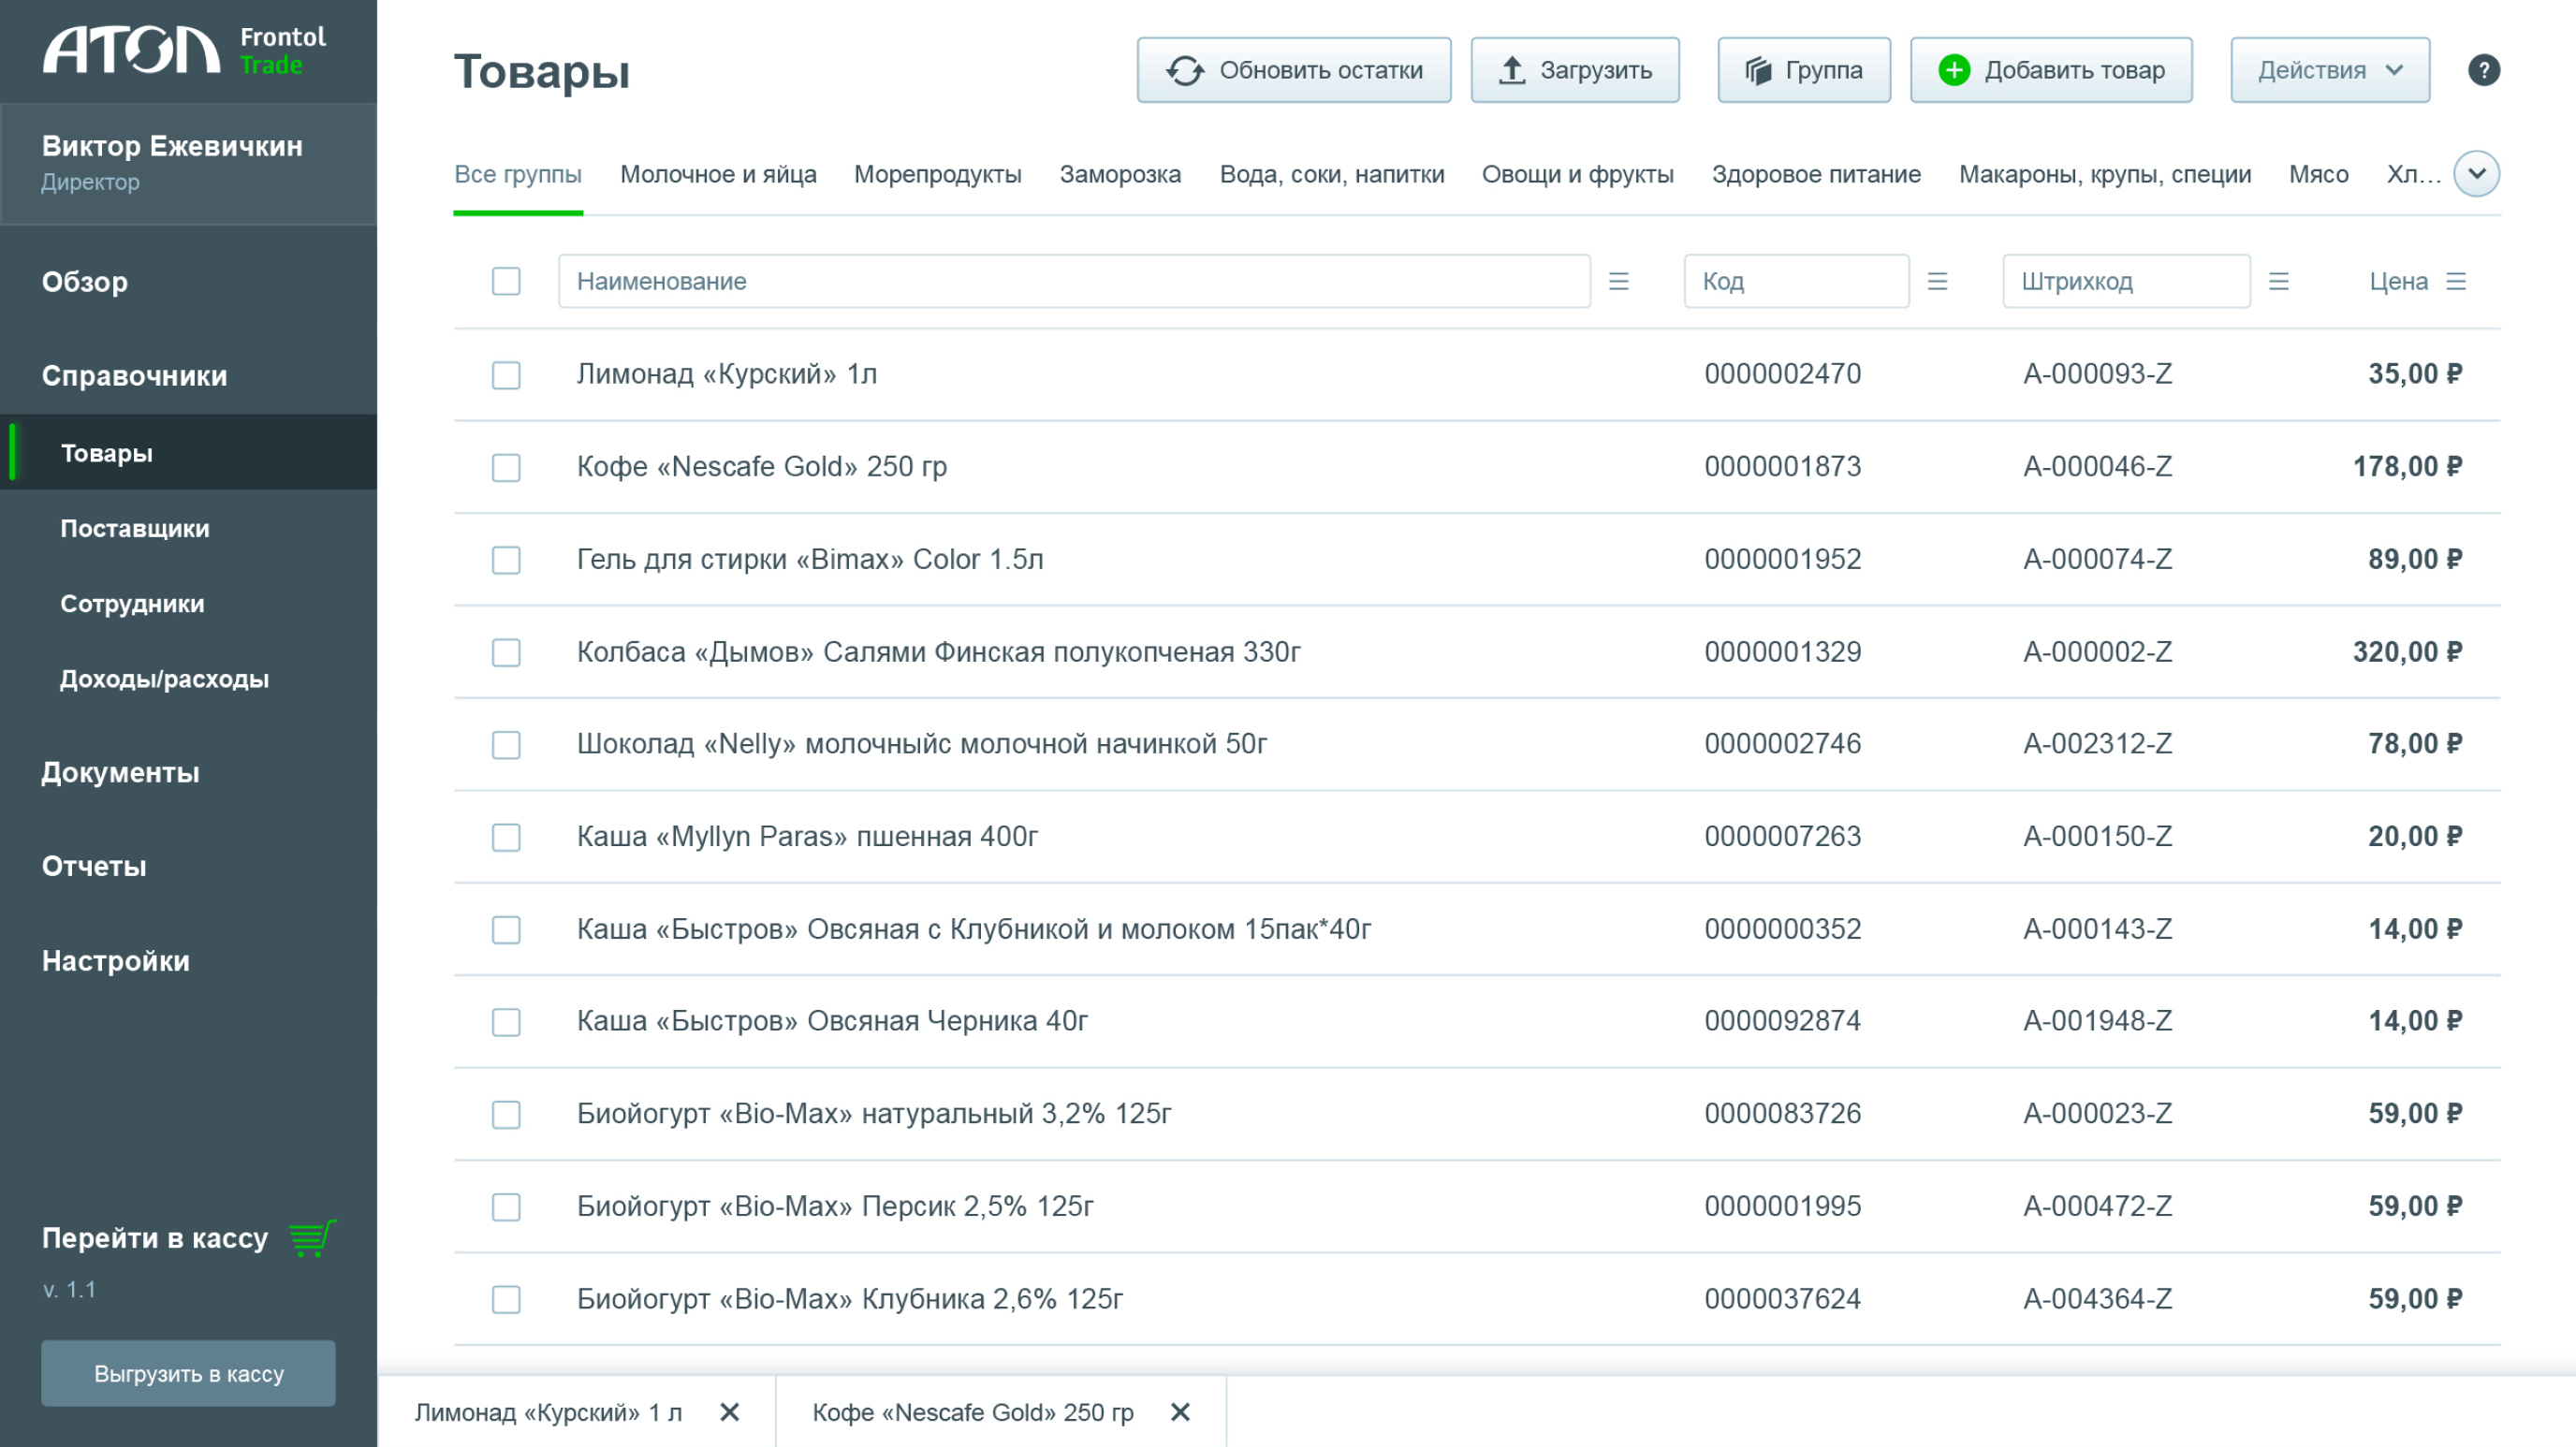 АТОЛ Frontol Trade
Виктор Ежевичкин
Директор
Обзор
Справочники
Товары
Поставщики
Сотрудники
Доходы/расходы
Документы
Отчеты
Настройки
Перейти в кассу
v. 1.1
Выгрузить в кассу
Товары
Обновить остатки Загрузить Группа Добавить товар Действия ?
Все группы Молочное и яйца Морепродукты Заморозка Вода, соки, напитки Овощи и фрукты Здоровое питание Макароны, крупы, специи Мясо Хл...
Наименование Код Штрихкод Цена
Лимонад «Курский» 1л 0000002470 A-000093-Z 35,00 ₽
Кофе «Nescafe Gold» 250 гр 0000001873 A-000046-Z 178,00 ₽
Гель для стирки «Bimax» Color 1.5л 0000001952 A-000074-Z 89,00 ₽
Колбаса «Дымов» Салями Финская полукопченая 330г 0000001329 A-000002-Z 320,00 ₽
Шоколад «Nelly» молочныйс молочной начинкой 50г 0000002746 A-002312-Z 78,00 ₽
Каша «Myllyn Paras» пшенная 400г 0000007263 A-000150-Z 20,00 ₽
Каша «Быстров» Овсяная с Клубникой и молоком 15пак*40г 0000000352 A-000143-Z 14,00 ₽
Каша «Быстров» Овсяная Черника 40г 0000092874 A-001948-Z 14,00 ₽
Биойогурт «Bio-Max» натуральный 3,2% 125г 0000083726 A-000023-Z 59,00 ₽
Биойогурт «Bio-Max» Персик 2,5% 125г 0000001995 A-000472-Z 59,00 ₽
Биойогурт «Bio-Max» Клубника 2,6% 125г 0000037624 A-004364-Z 59,00 ₽
Лимонад «Курский» 1 л Кофе «Nescafe Gold» 250 гр